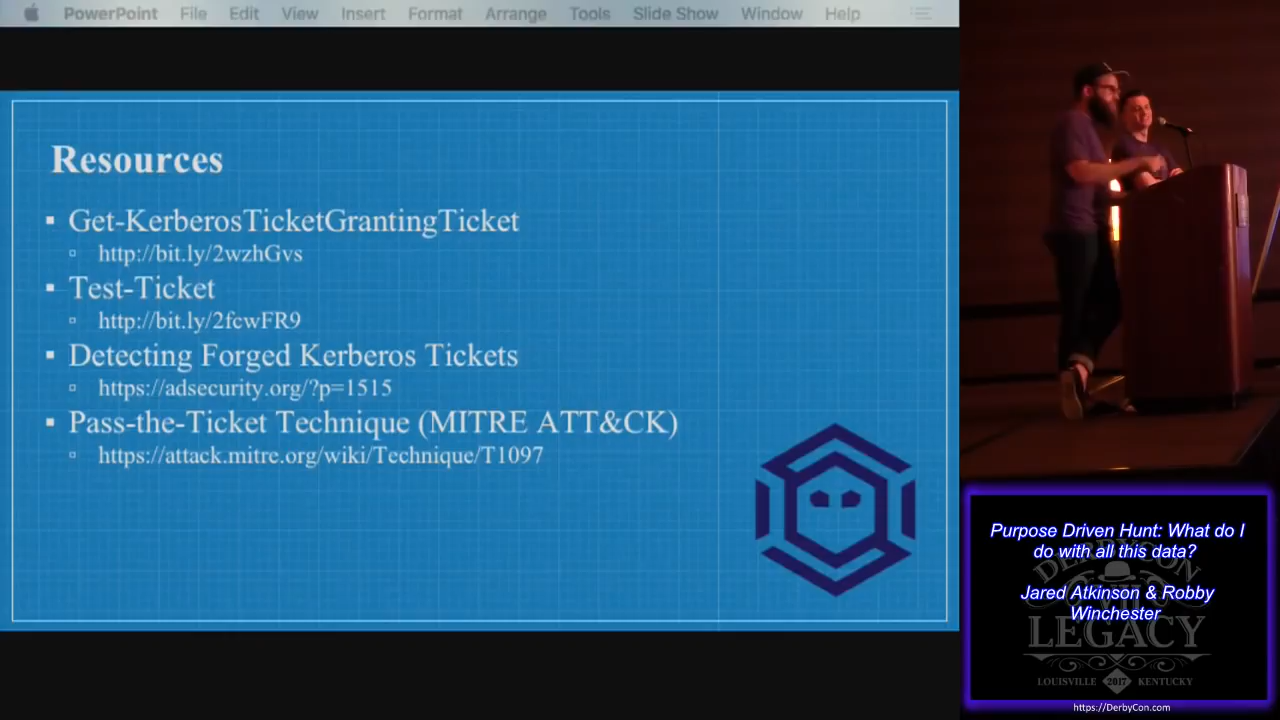 PowerPoint File Edit View Insert Format Arrange Tools Slide Show Window Help
Resources
▪ Get-KerberosTicketGrantingTicket
▫ http://bit.ly/2wzhGvs
▪ Test-Ticket
▫ http://bit.ly/2fcwFR9
▪ Detecting Forged Kerberos Tickets
▫ https://adsecurity.org/?p=1515
▪ Pass-the-Ticket Technique (MITRE ATT&CK)
▫ https://attack.mitre.org/wiki/Technique/T1097
Purpose Driven Hunt: What do I
do with all this data?
Jared Atkinson & Robby
Winchester
DERBYCON
VII
LEGACY
LOUISVILLE 2017 KENTUCKY
https://DerbyCon.com